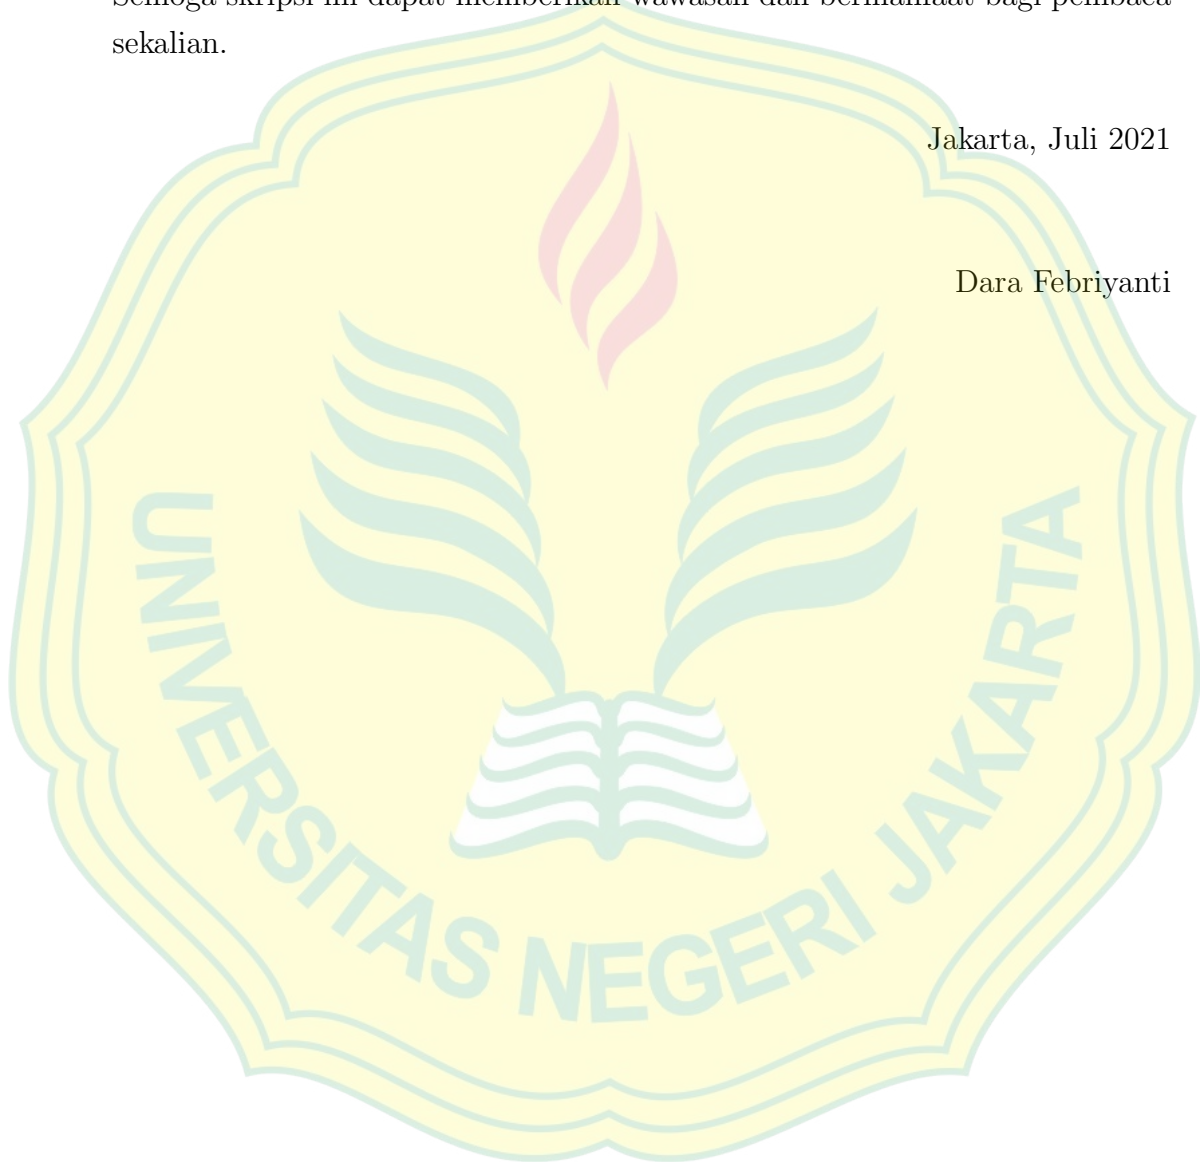 Semoga skripsi ini dapat memberikan wawasan dan bermanfaat bagi pembaca
sekalian.
Jakarta, Juli 2021
Dara Febriyanti
UNIVERSITAS NEGERI JAKARTA